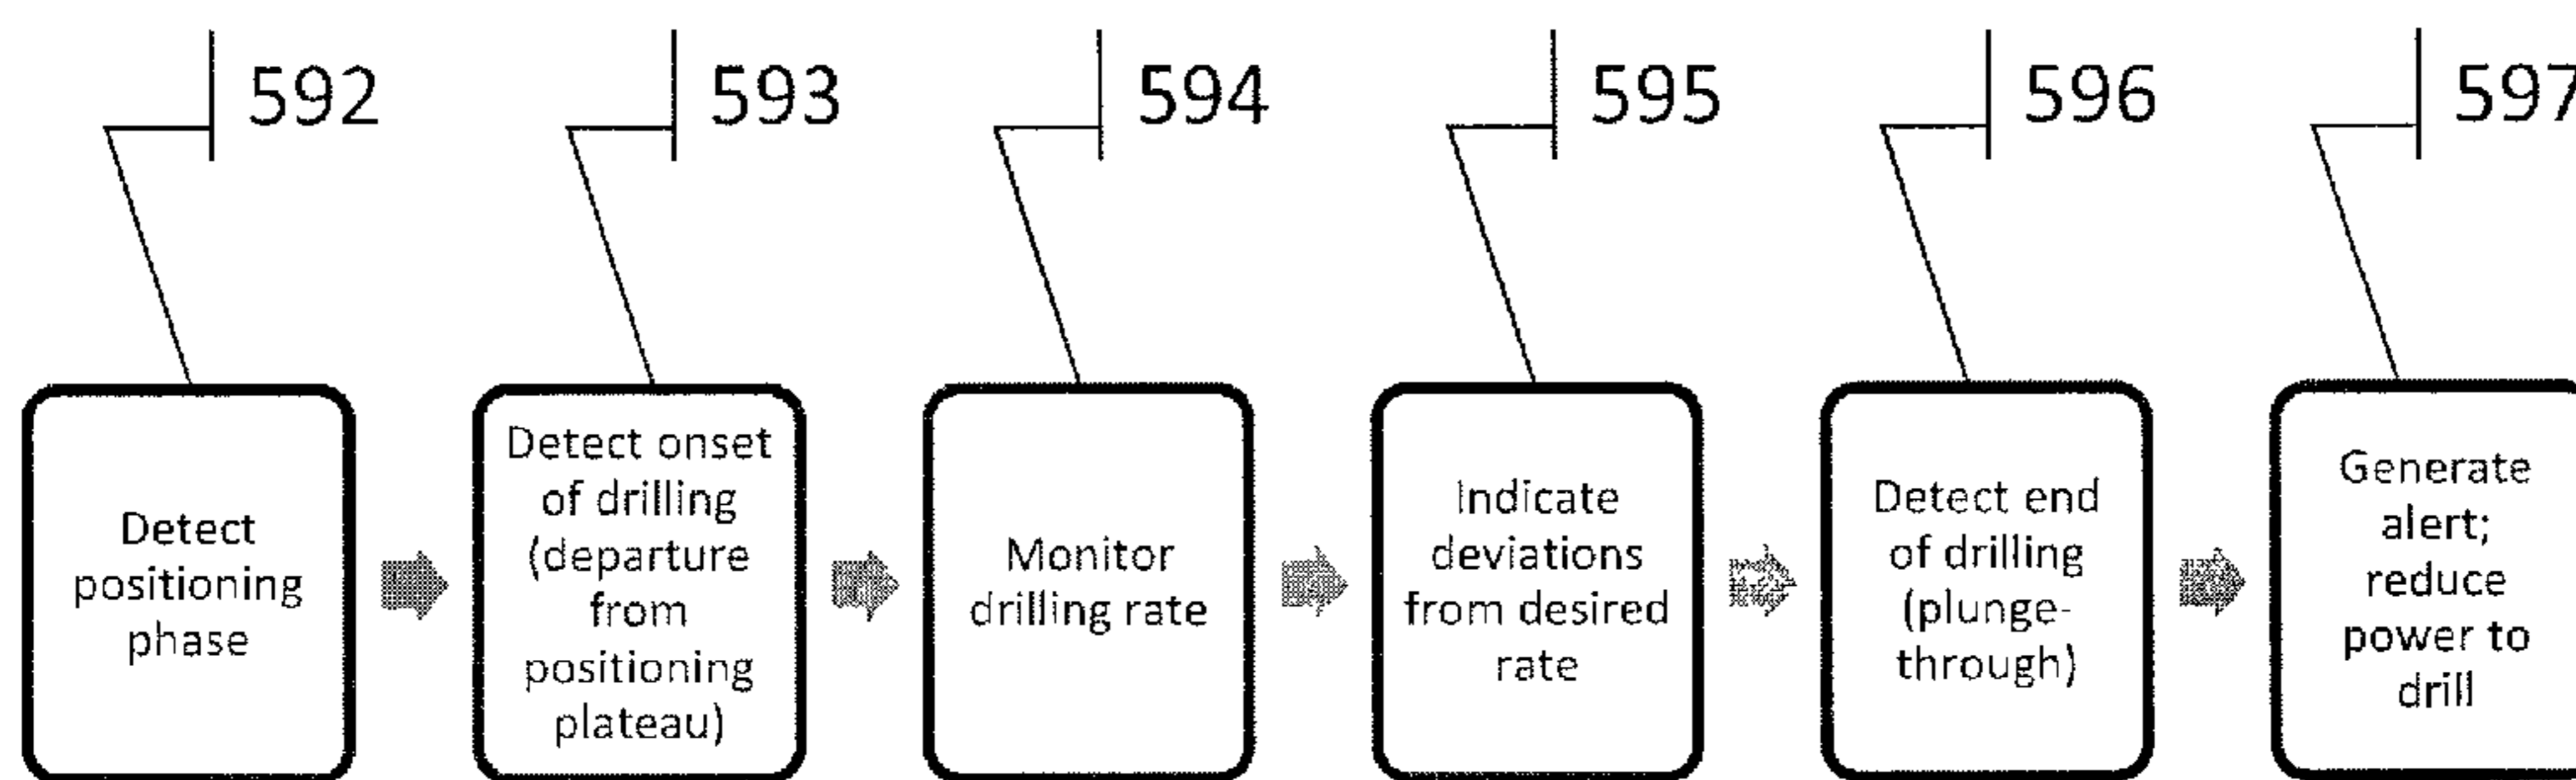 592
593
594
595
596
597
Detect
positioning
phase
Detect onset
of drilling
(departure
from
positioning
plateau)
Monitor
drilling rate
Indicate
deviations
from desired
rate
Detect end
of drilling
(plunge-
through)
Generate
alert;
reduce
power to
drill